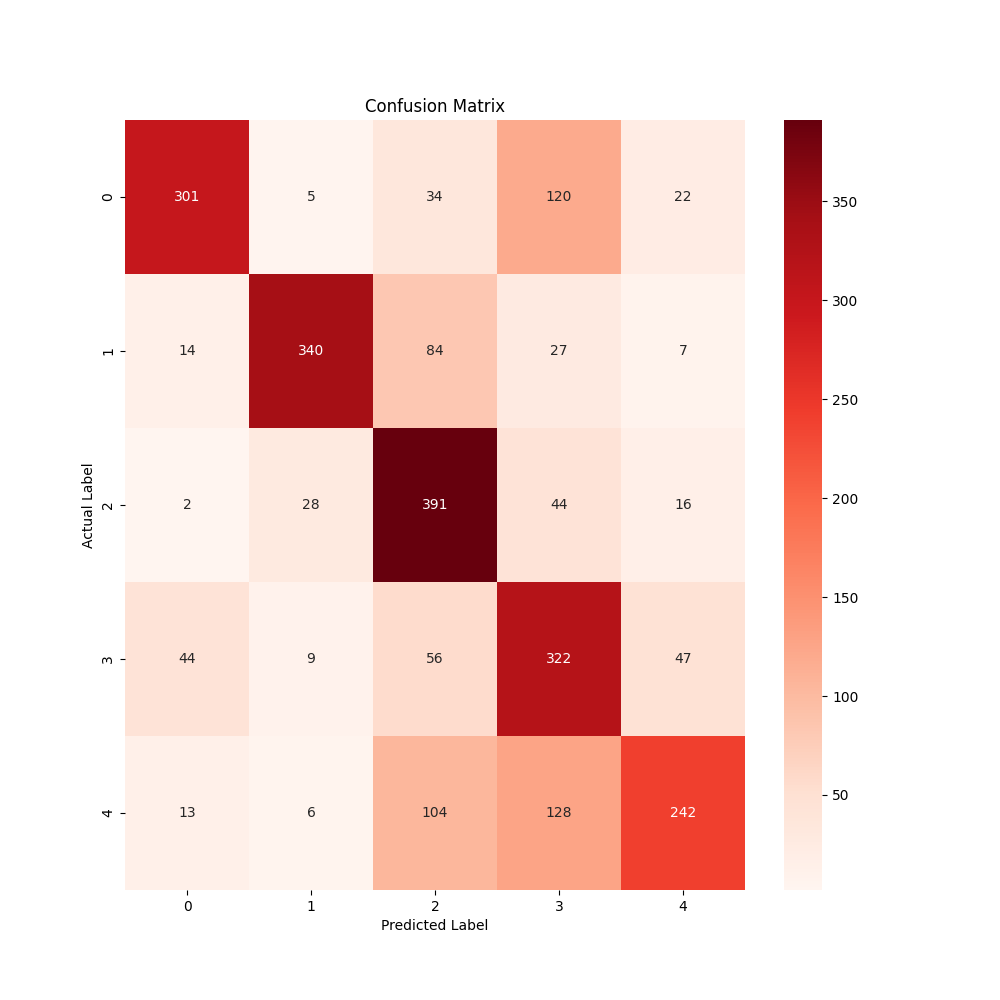 Confusion Matrix
0 301 5 34 120 22
1 14 340 84 27 7
2 2 28 391 44 16
3 44 9 56 322 47
4 13 6 104 128 242
0 1 2 3 4
Predicted Label
Actual Label
350
300
250
200
150
100
50